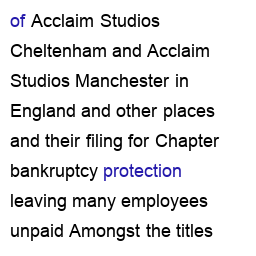 of Acclaim Studios
Cheltenham and Acclaim
Studios Manchester in
England and other places
and their filing for Chapter
bankruptcy protection
leaving many employees
unpaid Amongst the titles